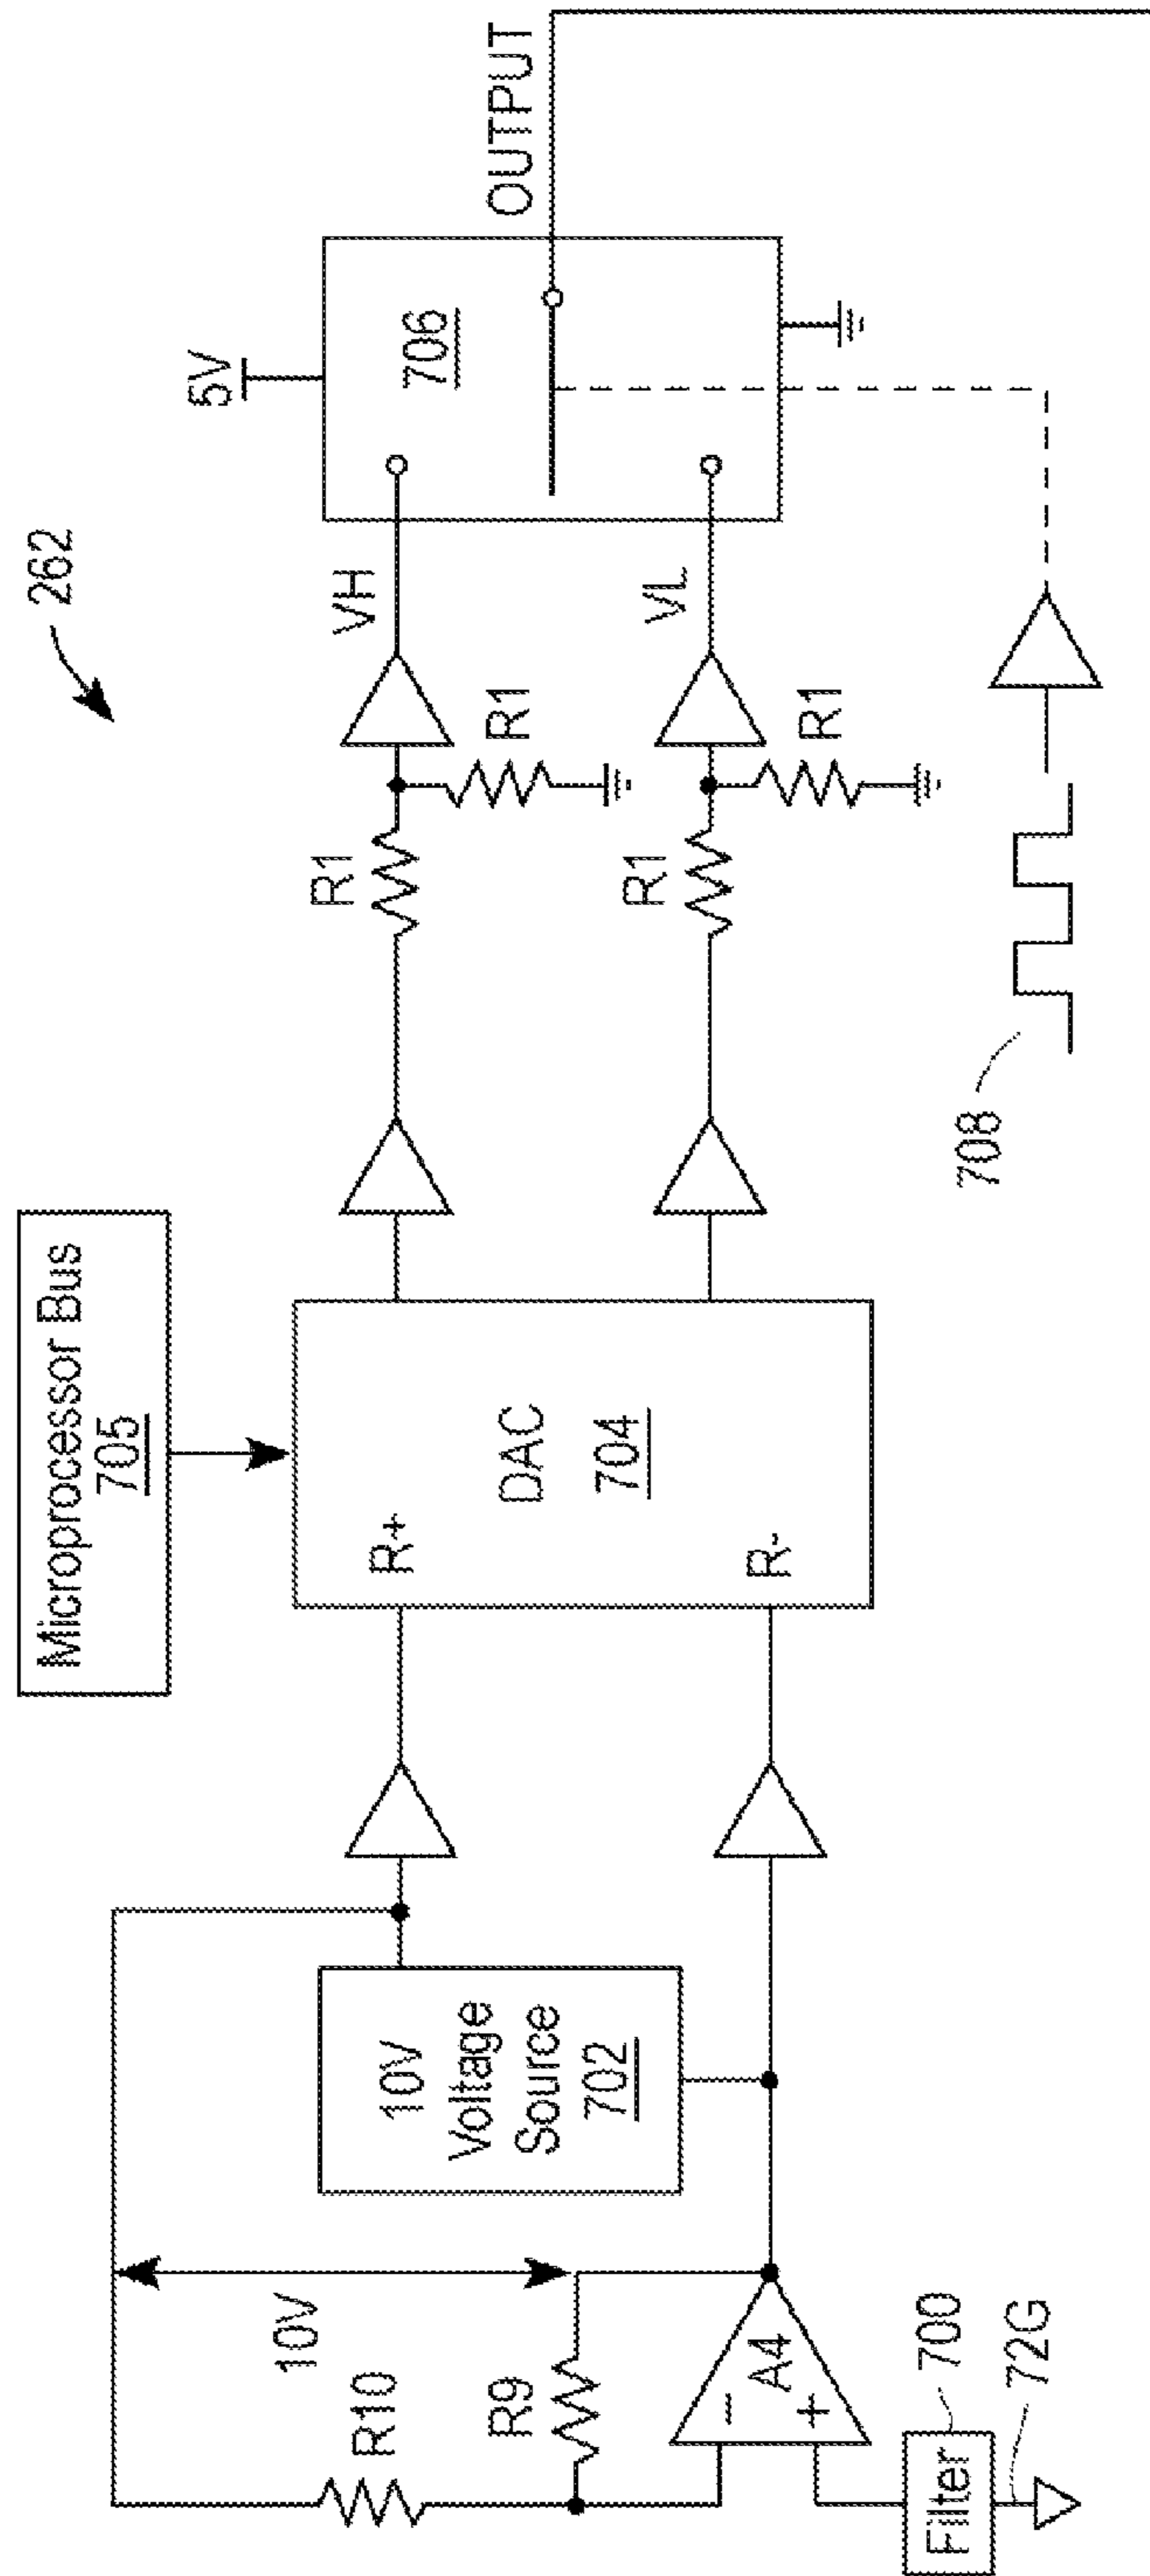 262
Microprocessor Bus
705
5V
OUTPUT
10V
R10
R9
10V
Voltage
Source
702
R+
R-
DAC
704
R1
R1
R1
R1
VH
VL
706
A4
-
+
Filter
700
72G
708